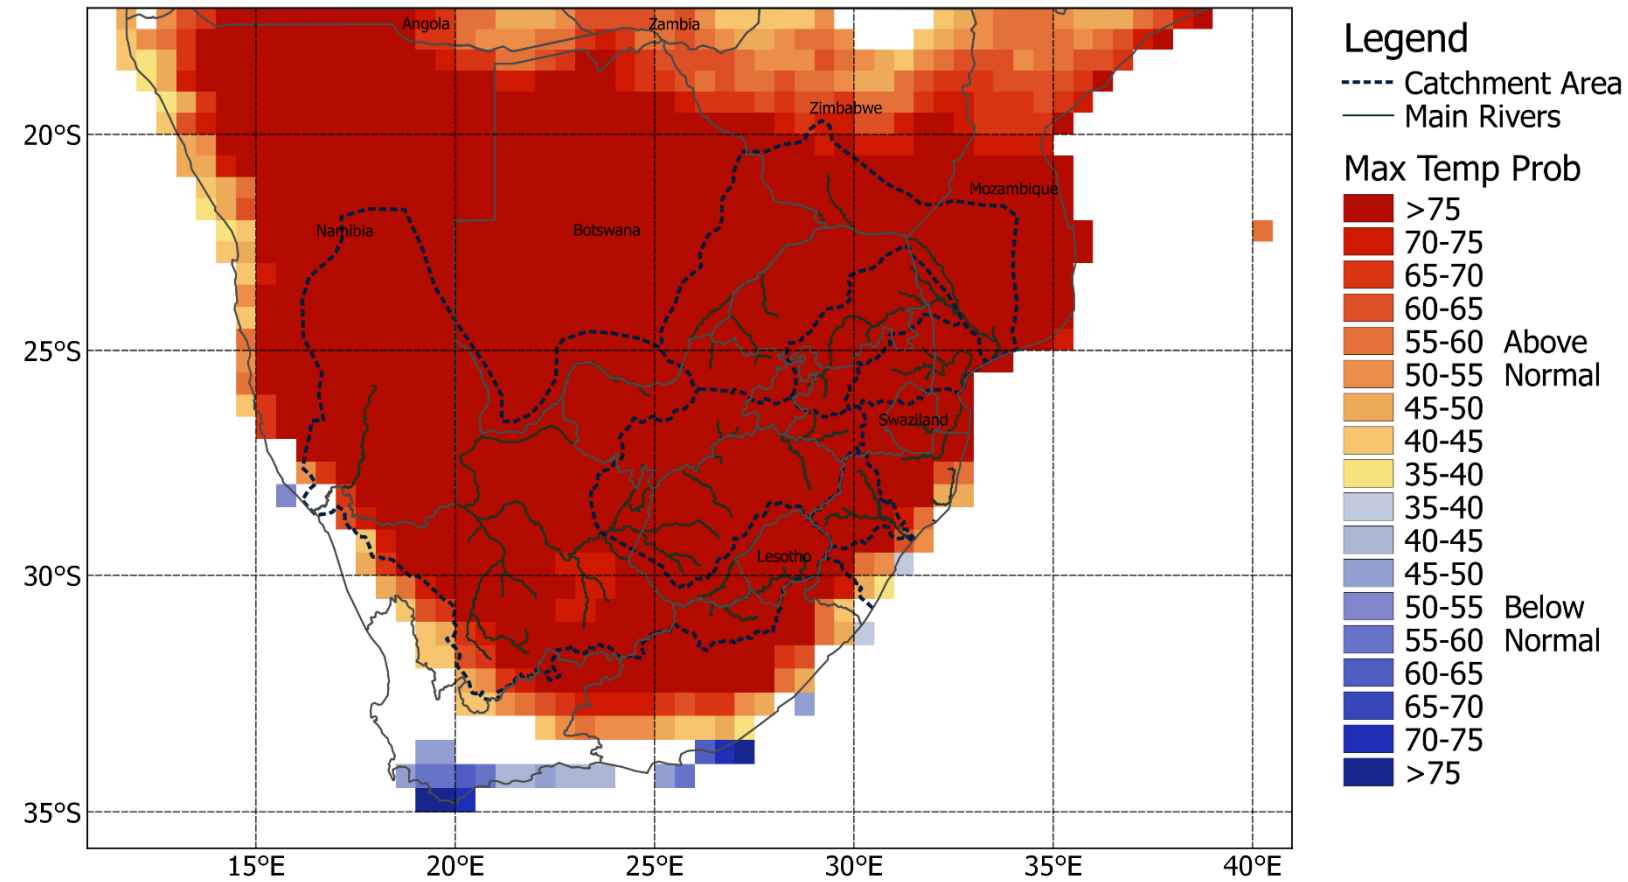 Angola
Zambia
Zimbabwe
Mozambique
Namibia
Botswana
Swaziland
Lesotho
20°S
25°S
30°S
35°S
15°E
20°E
25°E
30°E
35°E
40°E
Legend
Catchment Area
Main Rivers
Max Temp Prob
>75
70-75
65-70
60-65
55-60 Above
50-55 Normal
45-50
40-45
35-40
35-40
40-45
45-50
50-55 Below
55-60 Normal
60-65
65-70
70-75
>75